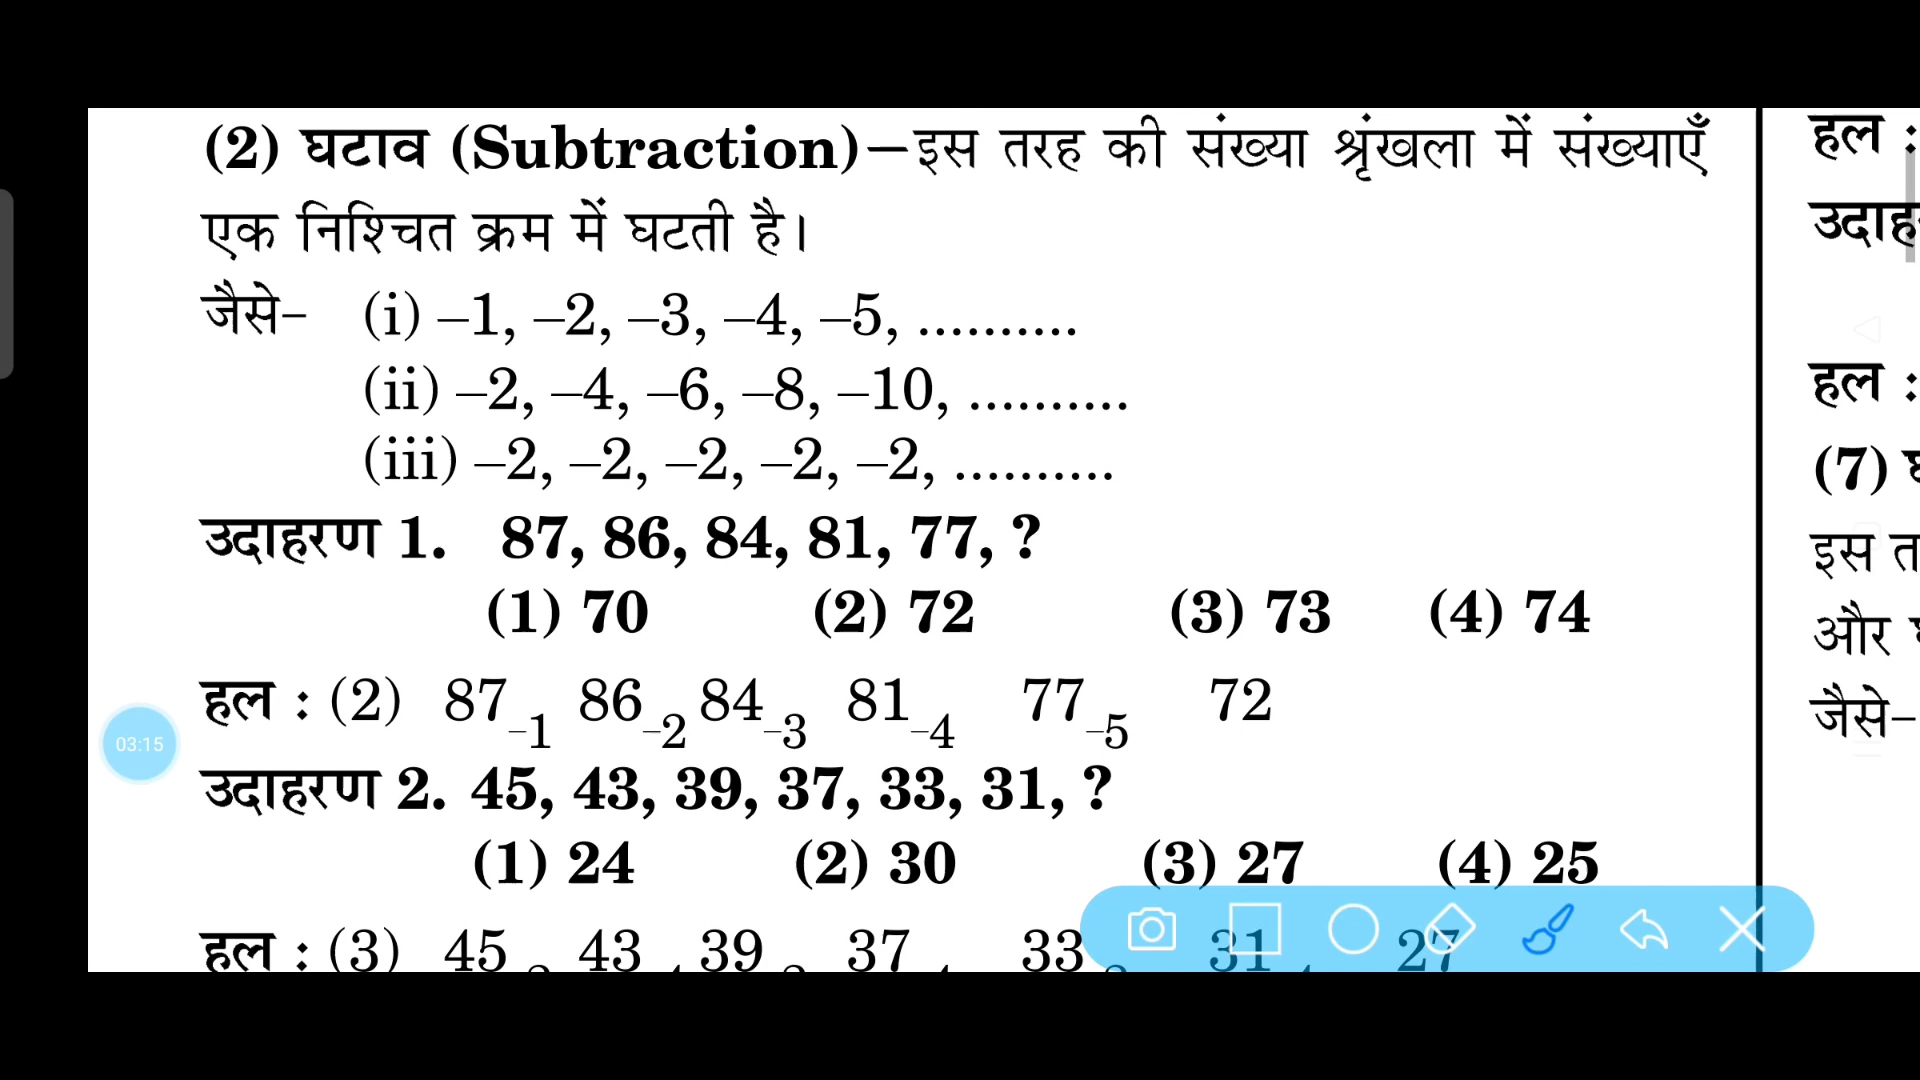 (2) घटाव (Subtraction)–इस तरह की संख्या श्रृंखला में संख्याएँ
एक निश्चित क्रम में घटती है।
जैसे– (i) –1, –2, –3, –4, –5, ..........
(ii) –2, –4, –6, –8, –10, ..........
(iii) –2, –2, –2, –2, –2, ..........
उदाहरण 1. 87, 86, 84, 81, 77, ?
(1) 70 (2) 72 (3) 73 (4) 74
हल : (2) 87 –1 86 –2 84 –3 81 –4 77 –5 72
03:15
उदाहरण 2. 45, 43, 39, 37, 33, 31, ?
(1) 24 (2) 30 (3) 27 (4) 25
हल : (3) 45 43 39 37 33 31 27
हल :
हल :
(7)
इस
और
जैसे–